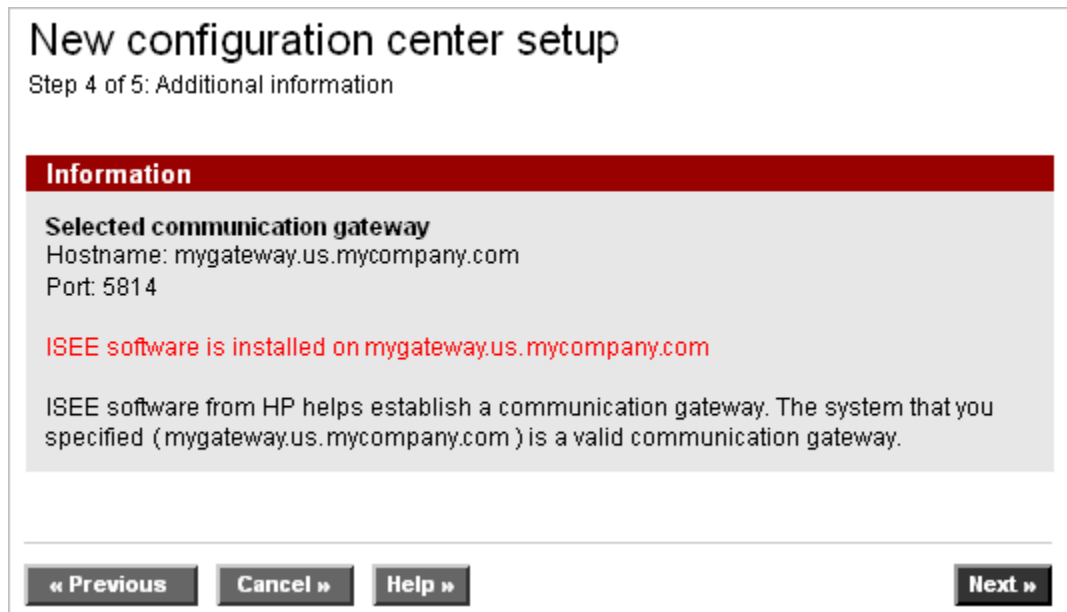 New configuration center setup
Step 4 of 5: Additional information
Information
Selected communication gateway
Hostname: mygateway.us.mycompany.com
Port: 5814
ISEE software is installed on mygateway.us.mycompany.com
ISEE software from HP helps establish a communication gateway. The system that you
specified (mygateway.us.mycompany.com ) is a valid communication gateway.
« Previous Cancel » Help » Next »